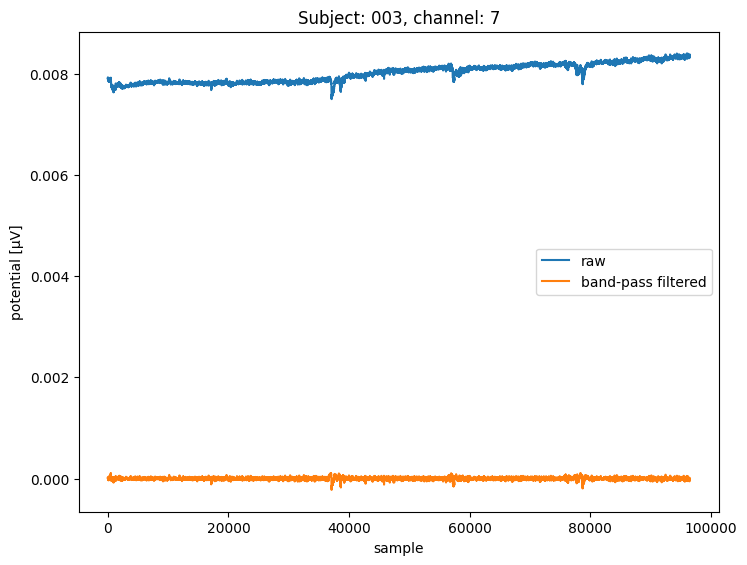 Subject: 003, channel: 7
potential [µV]
0.008
0.006
0.004
0.002
0.000
raw
band-pass filtered
0
20000
40000
60000
80000
100000
sample